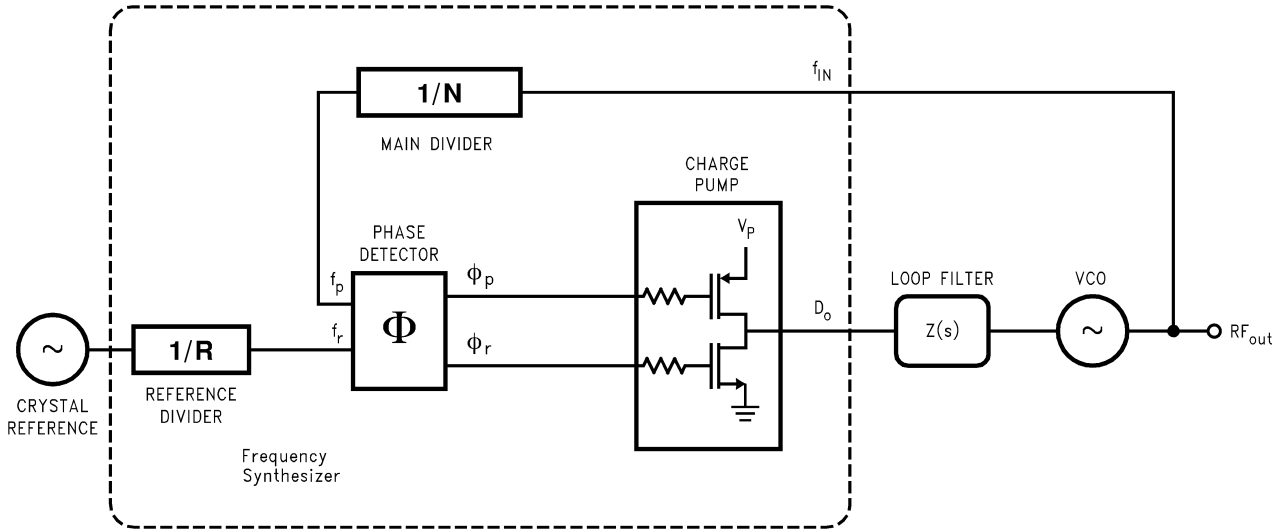 1/N
f_IN
MAIN DIVIDER
CHARGE
PUMP
V_P
PHASE
DETECTOR
f_p
f_r
Φ
ϕ_p
ϕ_r
D_o
LOOP FILTER
Z(s)
VCO
~
RF_out
~
1/R
CRYSTAL
REFERENCE
REFERENCE
DIVIDER
Frequency
Synthesizer